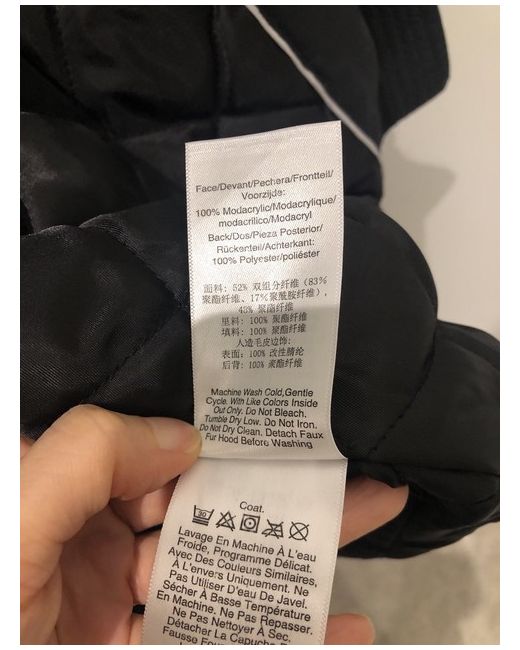 Face/Devant/Pechera/Frontteil/
Voorzijde:
100% Modacrylic/Modacrylique/
modacrílico/Modacryl
Back/Dos/Pieza Posterior/
Rückenteil/Achterkant:
100% Polyester/poliéster
面料: 52% 双组分纤维 (83%
聚酯纤维、17%聚酰胺纤维),
48% 聚酯纤维
里料: 100% 聚酯纤维
填料: 100% 聚酯纤维
人造毛皮边饰:
表面: 100% 改性腈纶
后背: 100% 聚酯纤维
Machine Wash Cold,Gentle
Cycle. With Like Colors Inside
Out Only. Do Not Bleach.
Tumble Dry Low. Do Not Iron.
Do Not Dry Clean. Detach Faux
Fur Hood Before Washing
Coat.
30
Lavage En Machine À L'eau
Froide, Programme Délicat.
Avec Des Couleurs Similaires,
À L'envers Uniquement. Ne
Pas Utiliser D'eau De Javel.
Sécher À Basse Température
En Machine. Ne Pas Repasser.
Ne Pas Nettoyer À Sec.
Détacher La Capuche
Fausse